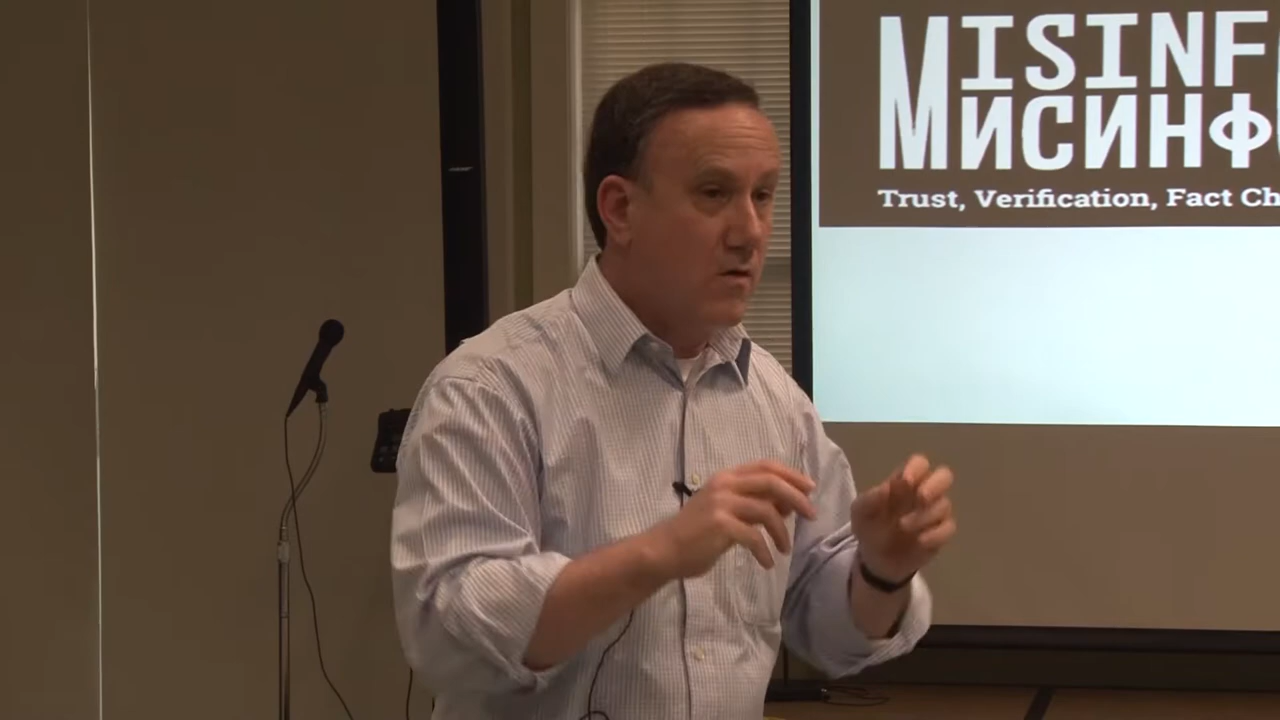 MISINF
МИСИНФ
Trust, Verification, Fact Ch